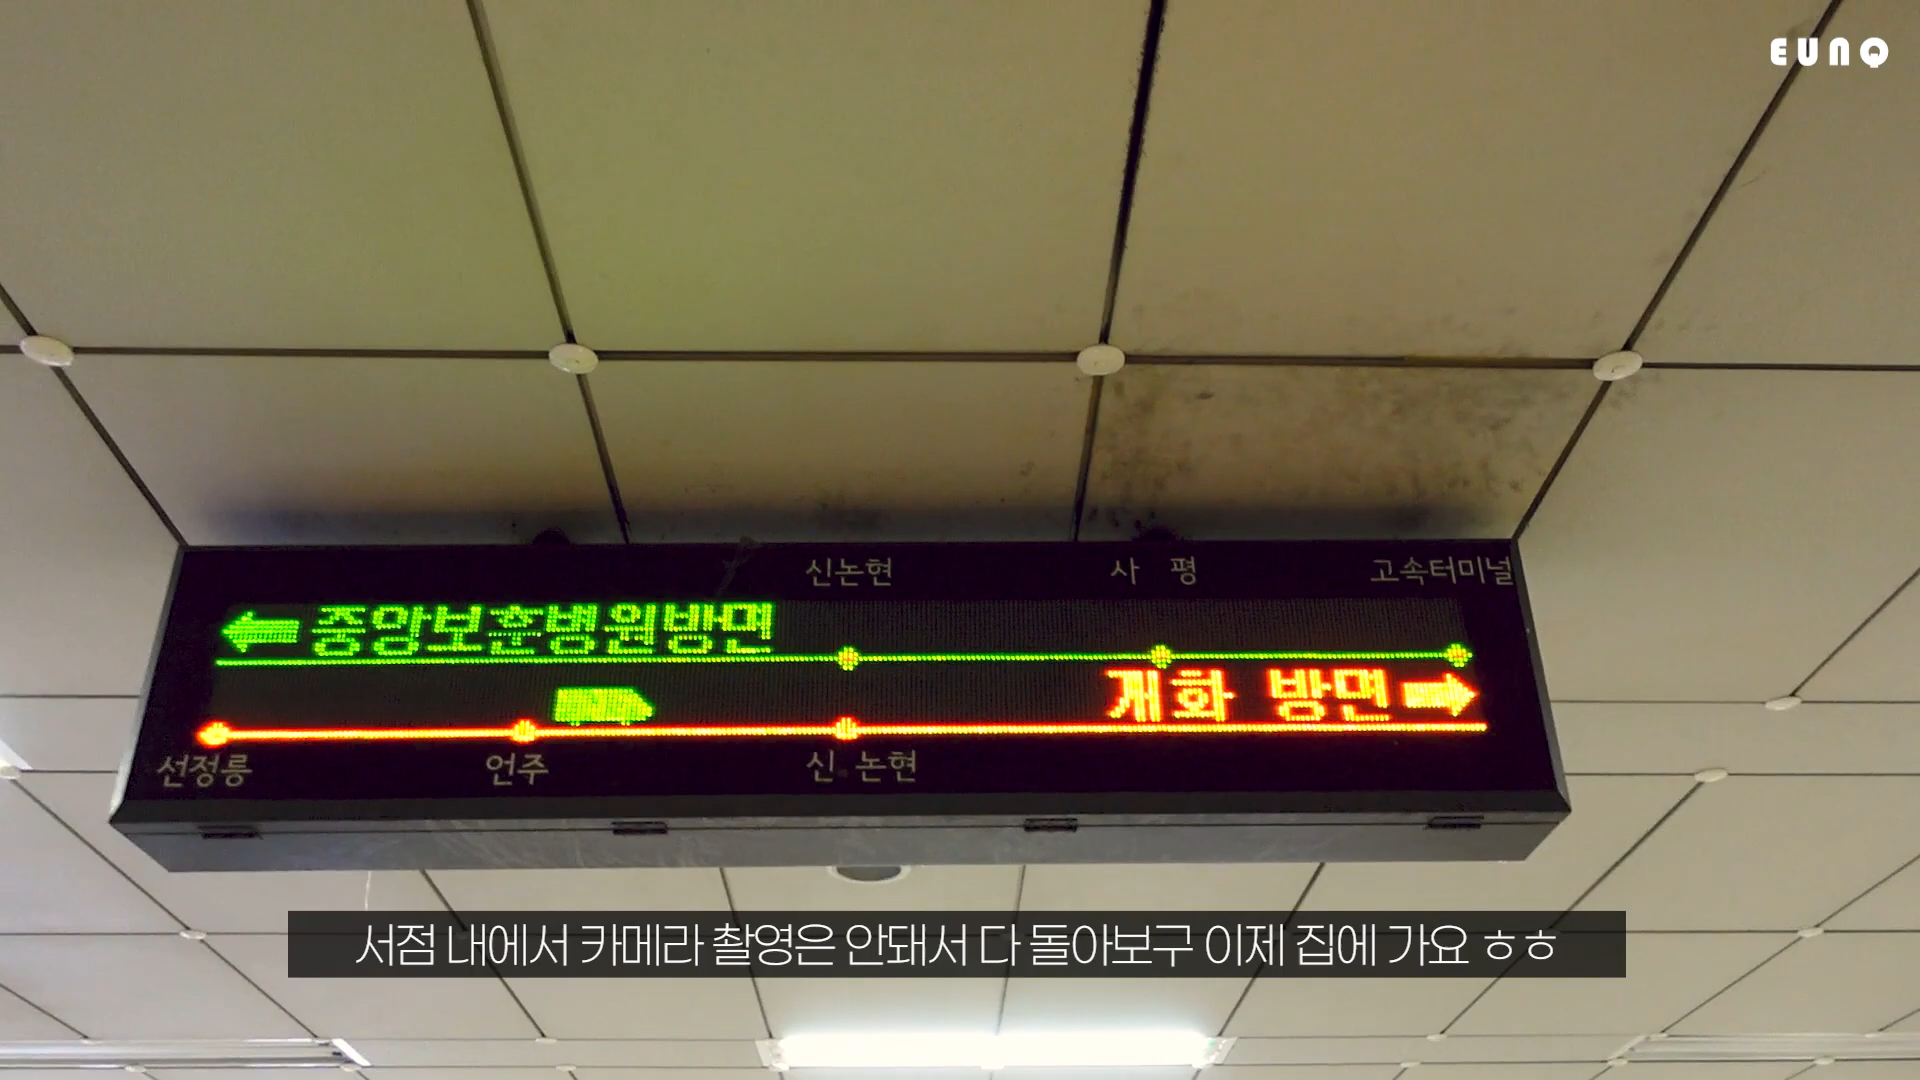 EUNQ
신논현 사 평 고속터미널
중앙보훈병원방면
개화 방면
선정릉 언주 신 논현
서점 내에서 카메라 촬영은 안돼서 다 돌아보구 이제 집에 가요 ㅎㅎ